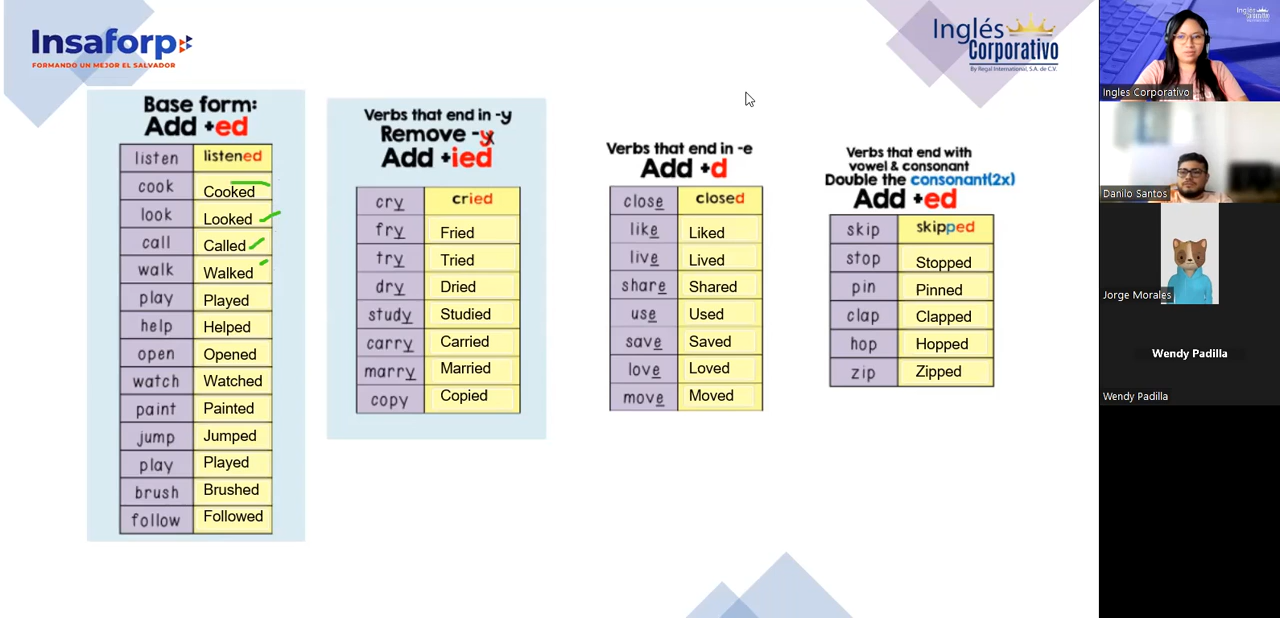 Insaforp
FORMANDO UN MEJOR EL SALVADOR
Inglés
Corporativo
By Regal International, S.A. de C.V.
Base form:
Add +ed
listen listened
cook Cooked
look Looked
call Called
walk Walked
play Played
help Helped
open Opened
watch Watched
paint Painted
jump Jumped
play Played
brush Brushed
follow Followed
Verbs that end in -y
Remove -y
Add +ied
cry cried
fry Fried
try Tried
dry Dried
study Studied
carry Carried
marry Married
copy Copied
Verbs that end in -e
Add +d
close closed
like Liked
live Lived
share Shared
use Used
save Saved
love Loved
move Moved
Verbs that end with
vowel & consonant
Double the consonant(2x)
Add +ed
skip skipped
stop Stopped
pin Pinned
clap Clapped
hop Hopped
zip Zipped
Inglés
Corporativo
Ingles Corporativo
Danilo Santos
Jorge Morales
Wendy Padilla
Wendy Padilla